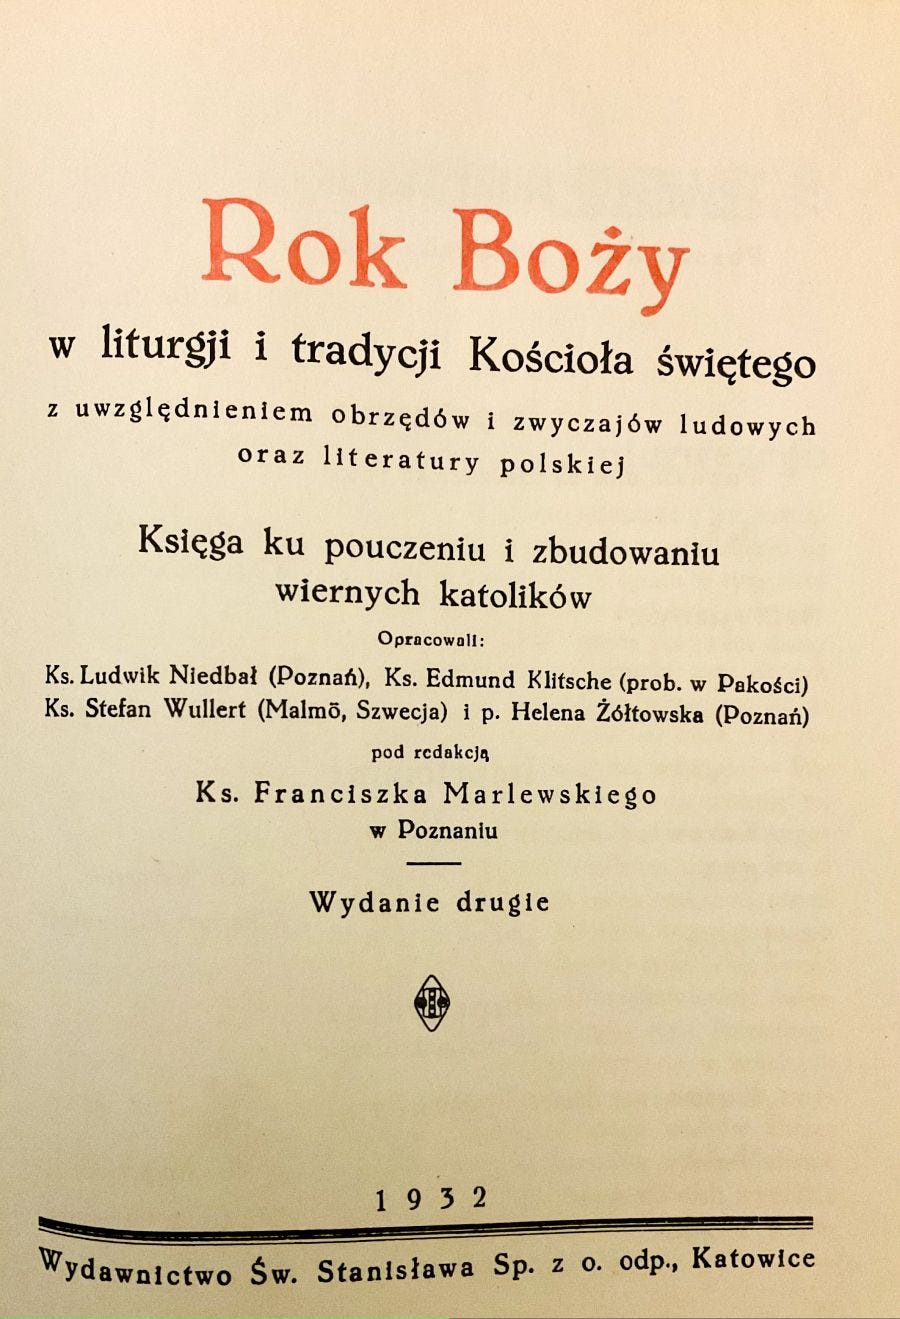 Rok Boży
w liturgji i tradycji Kościoła świętego
z uwzględnieniem obrzędów i zwyczajów ludowych
oraz literatury polskiej
Księga ku pouczeniu i zbudowaniu
wiernych katolików
Opracowali:
Ks. Ludwik Niedbał (Poznań), Ks. Edmund Klitsche (prob. w Pakości)
Ks. Stefan Wullert (Malmö, Szwecja) i p. Helena Żółtowska (Poznań)
pod redakcją
Ks. Franciszka Marlewskiego
w Poznaniu
Wydanie drugie
1932
Wydawnictwo Św. Stanisława Sp. z o. odp., Katowice